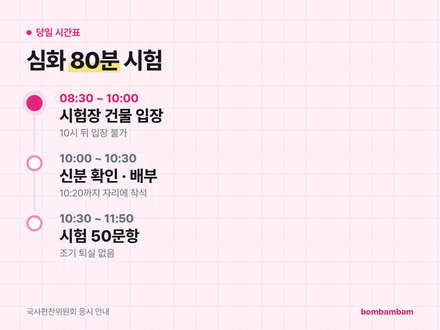 당일 시간표
심화 80분 시험
08:30 ~ 10:00
시험장 건물 입장
10시 뒤 입장 불가
10:00 ~ 10:30
신분 확인 · 배부
10:20까지 자리에 착석
10:30 ~ 11:50
시험 50문항
조기 퇴실 없음
국사편찬위원회 응시 안내
bombambam